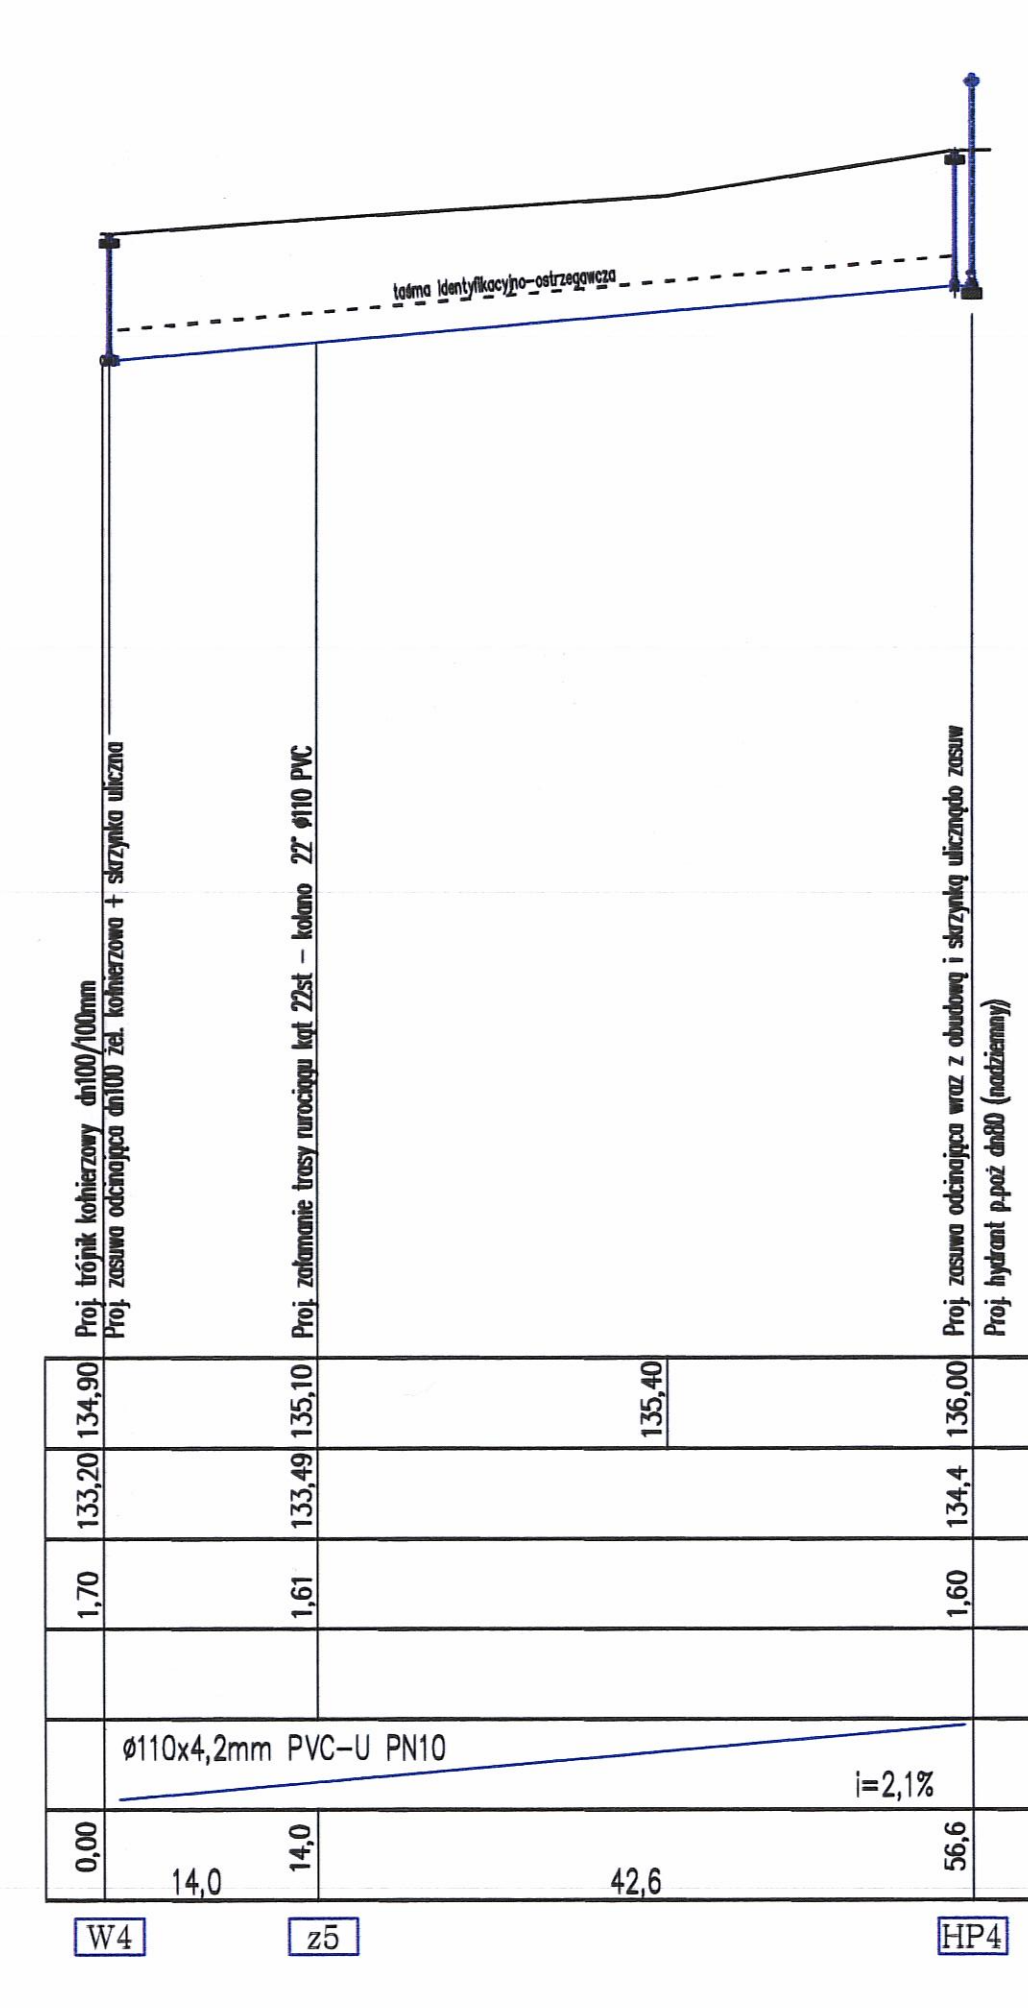 taśma identyfikacyjno-ostrzegawcza
Proj. trójnik kołnierzowy dn100/100mm
Proj. zasuwa odcinająca dn100 żel. kołnierzowa + skrzynka uliczna
Proj. załamanie trasy rurociągu kąt 22st – kolano 22° ø110 PVC
Proj. zasuwa odcinająca wraz z obudową i skrzynką ulicznądo zasuw
Proj. hydrant p.poż dn80 (nadziemny)
134,90 135,10 135,40 136,00
133,20 133,49 134,4
1,70 1,61 1,60
ø110x4,2mm PVC-U PN10
i=2,1%
0,00 14,0 56,6
14,0 42,6
W4 z5 HP4